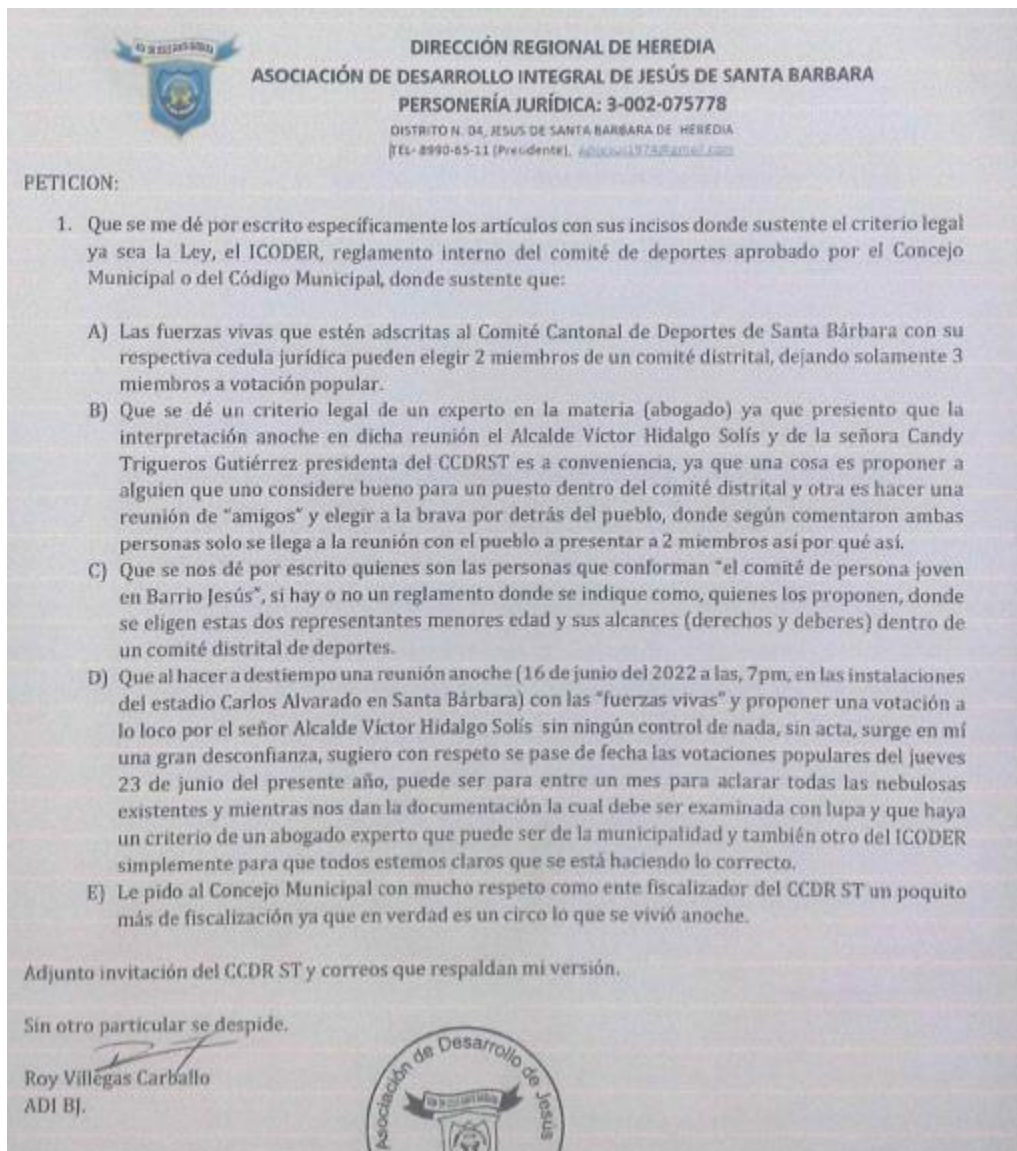 DIRECCIÓN REGIONAL DE HEREDIA
ASOCIACIÓN DE DESARROLLO INTEGRAL DE JESÚS DE SANTA BARBARA
PERSONERÍA JURÍDICA: 3-002-075778
DISTRITO N. 04, JESUS DE SANTA BARBARA DE HEREDIA
TEL- 8990-65-11 (Presidente),
PETICION:
1. Que se me dé por escrito específicamente los artículos con sus incisos donde sustente el criterio legal
ya sea la Ley, el ICODER, reglamento interno del comité de deportes aprobado por el Concejo
Municipal o del Código Municipal, donde sustente que:
A) Las fuerzas vivas que estén adscritas al Comité Cantonal de Deportes de Santa Bárbara con su
respectiva cedula jurídica pueden elegir 2 miembros de un comité distrital, dejando solamente 3
miembros a votación popular.
B) Que se dé un criterio legal de un experto en la materia (abogado) ya que presiento que la
interpretación anoche en dicha reunión el Alcalde Víctor Hidalgo Solís y de la señora Candy
Trigueros Gutiérrez presidenta del CCDRST es a conveniencia, ya que una cosa es proponer a
alguien que uno considere bueno para un puesto dentro del comité distrital y otra es hacer una
reunión de "amigos" y elegir a la brava por detrás del pueblo, donde según comentaron ambas
personas solo se llega a la reunión con el pueblo a presentar a 2 miembros así por qué así.
C) Que se nos dé por escrito quienes son las personas que conforman "el comité de persona joven
en Barrio Jesús", si hay o no un reglamento donde se indique como, quienes los proponen, donde
se eligen estas dos representantes menores edad y sus alcances (derechos y deberes) dentro de
un comité distrital de deportes.
D) Que al hacer a destiempo una reunión anoche (16 de junio del 2022 a las, 7pm, en las instalaciones
del estadio Carlos Alvarado en Santa Bárbara) con las "fuerzas vivas" y proponer una votación a
lo loco por el señor Alcalde Víctor Hidalgo Solís sin ningún control de nada, sin acta, surge en mí
una gran desconfianza, sugiero con respeto se pase de fecha las votaciones populares del jueves
23 de junio del presente año, puede ser para entre un mes para aclarar todas las nebulosas
existentes y mientras nos dan la documentación la cual debe ser examinada con lupa y que haya
un criterio de un abogado experto que puede ser de la municipalidad y también otro del ICODER
simplemente para que todos estemos claros que se está haciendo lo correcto.
E) Le pido al Concejo Municipal con mucho respeto como ente fiscalizador del CCDR ST un poquito
más de fiscalización ya que en verdad es un circo lo que se vivió anoche.
Adjunto invitación del CCDR ST y correos que respaldan mi versión.
Sin otro particular se despide.
Roy Villegas Carballo
ADI BJ.
Asociación de Desarrollo de Jesús